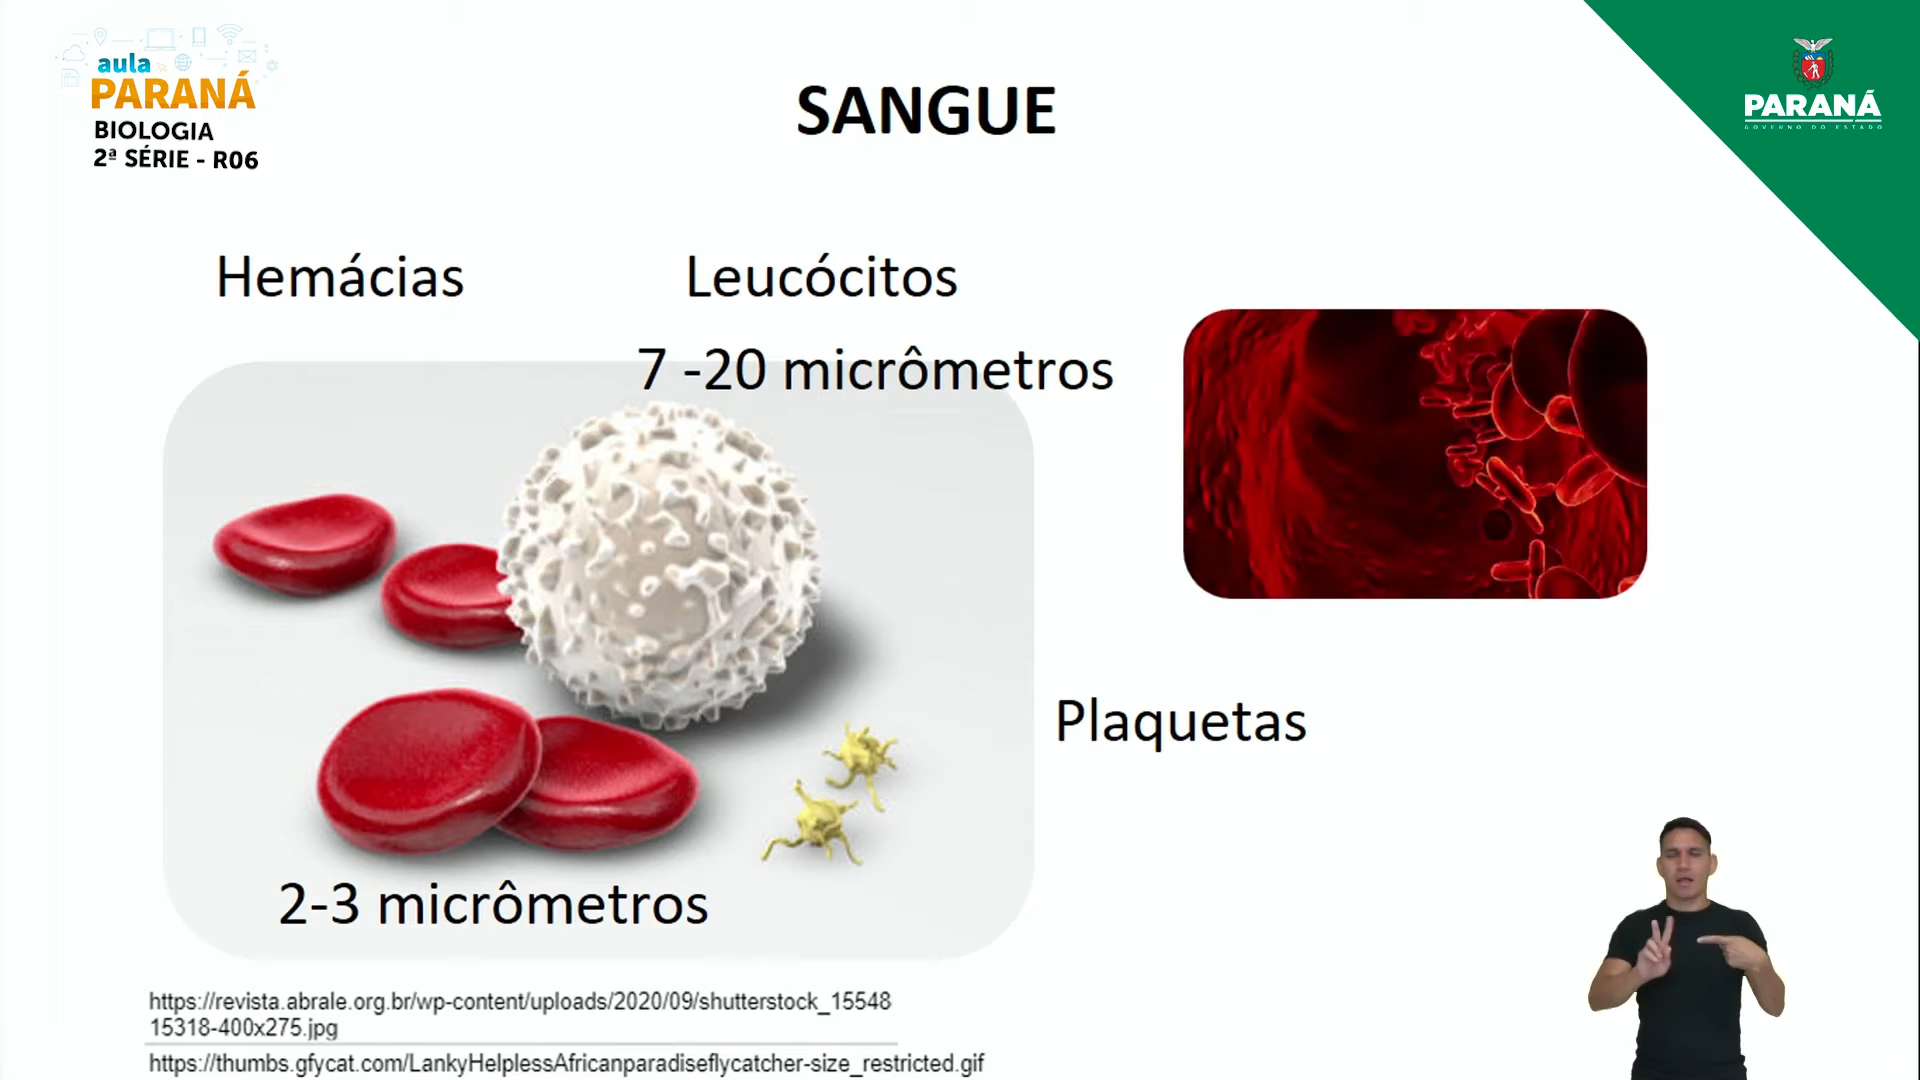 aula
PARANÁ
BIOLOGIA
2ª SÉRIE - R06
SANGUE
PARANÁ
GOVERNO DO ESTADO
Hemácias
Leucócitos
7 -20 micrômetros
Plaquetas
2-3 micrômetros
https://revista.abrale.org.br/wp-content/uploads/2020/09/shutterstock_15548
15318-400x275.jpg
https://thumbs.gfycat.com/LankyHelplessAfricanparadiseflycatcher-size_restricted.gif